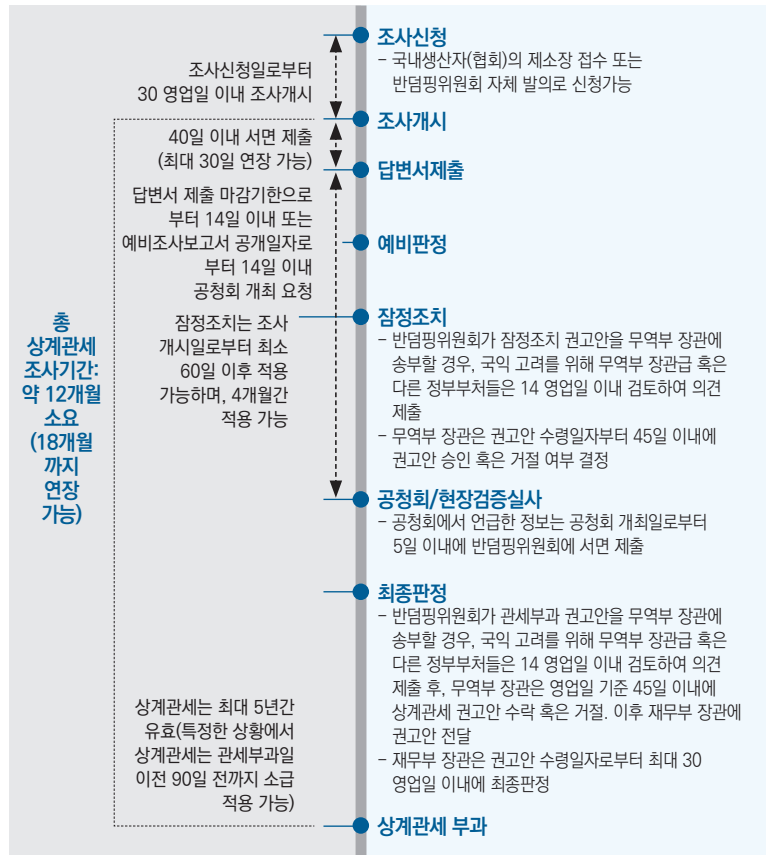 조사신청
- 국내생산자(협회)의 제소장 접수 또는
반덤핑위원회 자체 발의로 신청가능
조사신청일로부터
30 영업일 이내 조사개시
조사개시
40일 이내 서면 제출
(최대 30일 연장 가능)
답변서제출
답변서 제출 마감기한으로
부터 14일 이내 또는
예비조사보고서 공개일자로
부터 14일 이내
공청회 개최 요청
예비판정
잠정조치
- 반덤핑위원회가 잠정조치 권고안을 무역부 장관에
송부할 경우, 국익 고려를 위해 무역부 장관급 혹은
다른 정부부처들은 14 영업일 이내 검토하여 의견
제출
- 무역부 장관은 권고안 수령일자부터 45일 이내에
권고안 승인 혹은 거절 여부 결정
잠정조치는 조사
개시일로부터 최소
60일 이후 적용
가능하며, 4개월간
적용 가능
총
상계관세
조사기간:
약 12개월
소요
(18개월
까지
연장
가능)
공청회/현장검증실사
- 공청회에서 언급한 정보는 공청회 개최일로부터
5일 이내에 반덤핑위원회에 서면 제출
최종판정
- 반덤핑위원회가 관세부과 권고안을 무역부 장관에
송부할 경우, 국익 고려를 위해 무역부 장관급 혹은
다른 정부부처들은 14 영업일 이내 검토하여 의견
제출 후, 무역부 장관은 영업일 기준 45일 이내에
상계관세 권고안 수락 혹은 거절. 이후 재무부 장관에
권고안 전달
- 재무부 장관은 권고안 수령일자로부터 최대 30
영업일 이내에 최종판정
상계관세는 최대 5년간
유효(특정한 상황에서
상계관세는 관세부과일
이전 90일 전까지 소급
적용 가능)
상계관세 부과